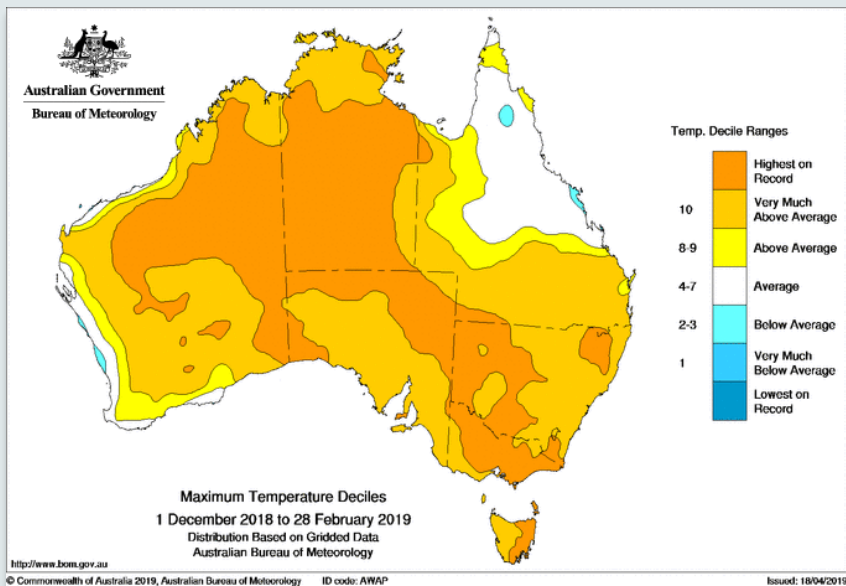 Australian Government
Bureau of Meteorology
Temp. Decile Ranges
Highest on
Record
10
Very Much
Above Average
8-9
Above Average
4-7
Average
2-3
Below Average
1
Very Much
Below Average
Lowest on
Record
Maximum Temperature Deciles
1 December 2018 to 28 February 2019
Distribution Based on Gridded Data
Australian Bureau of Meteorology
http://www.bom.gov.au
© Commonwealth of Australia 2019, Australian Bureau of Meteorology ID code: AWAP Issued: 18/04/2019